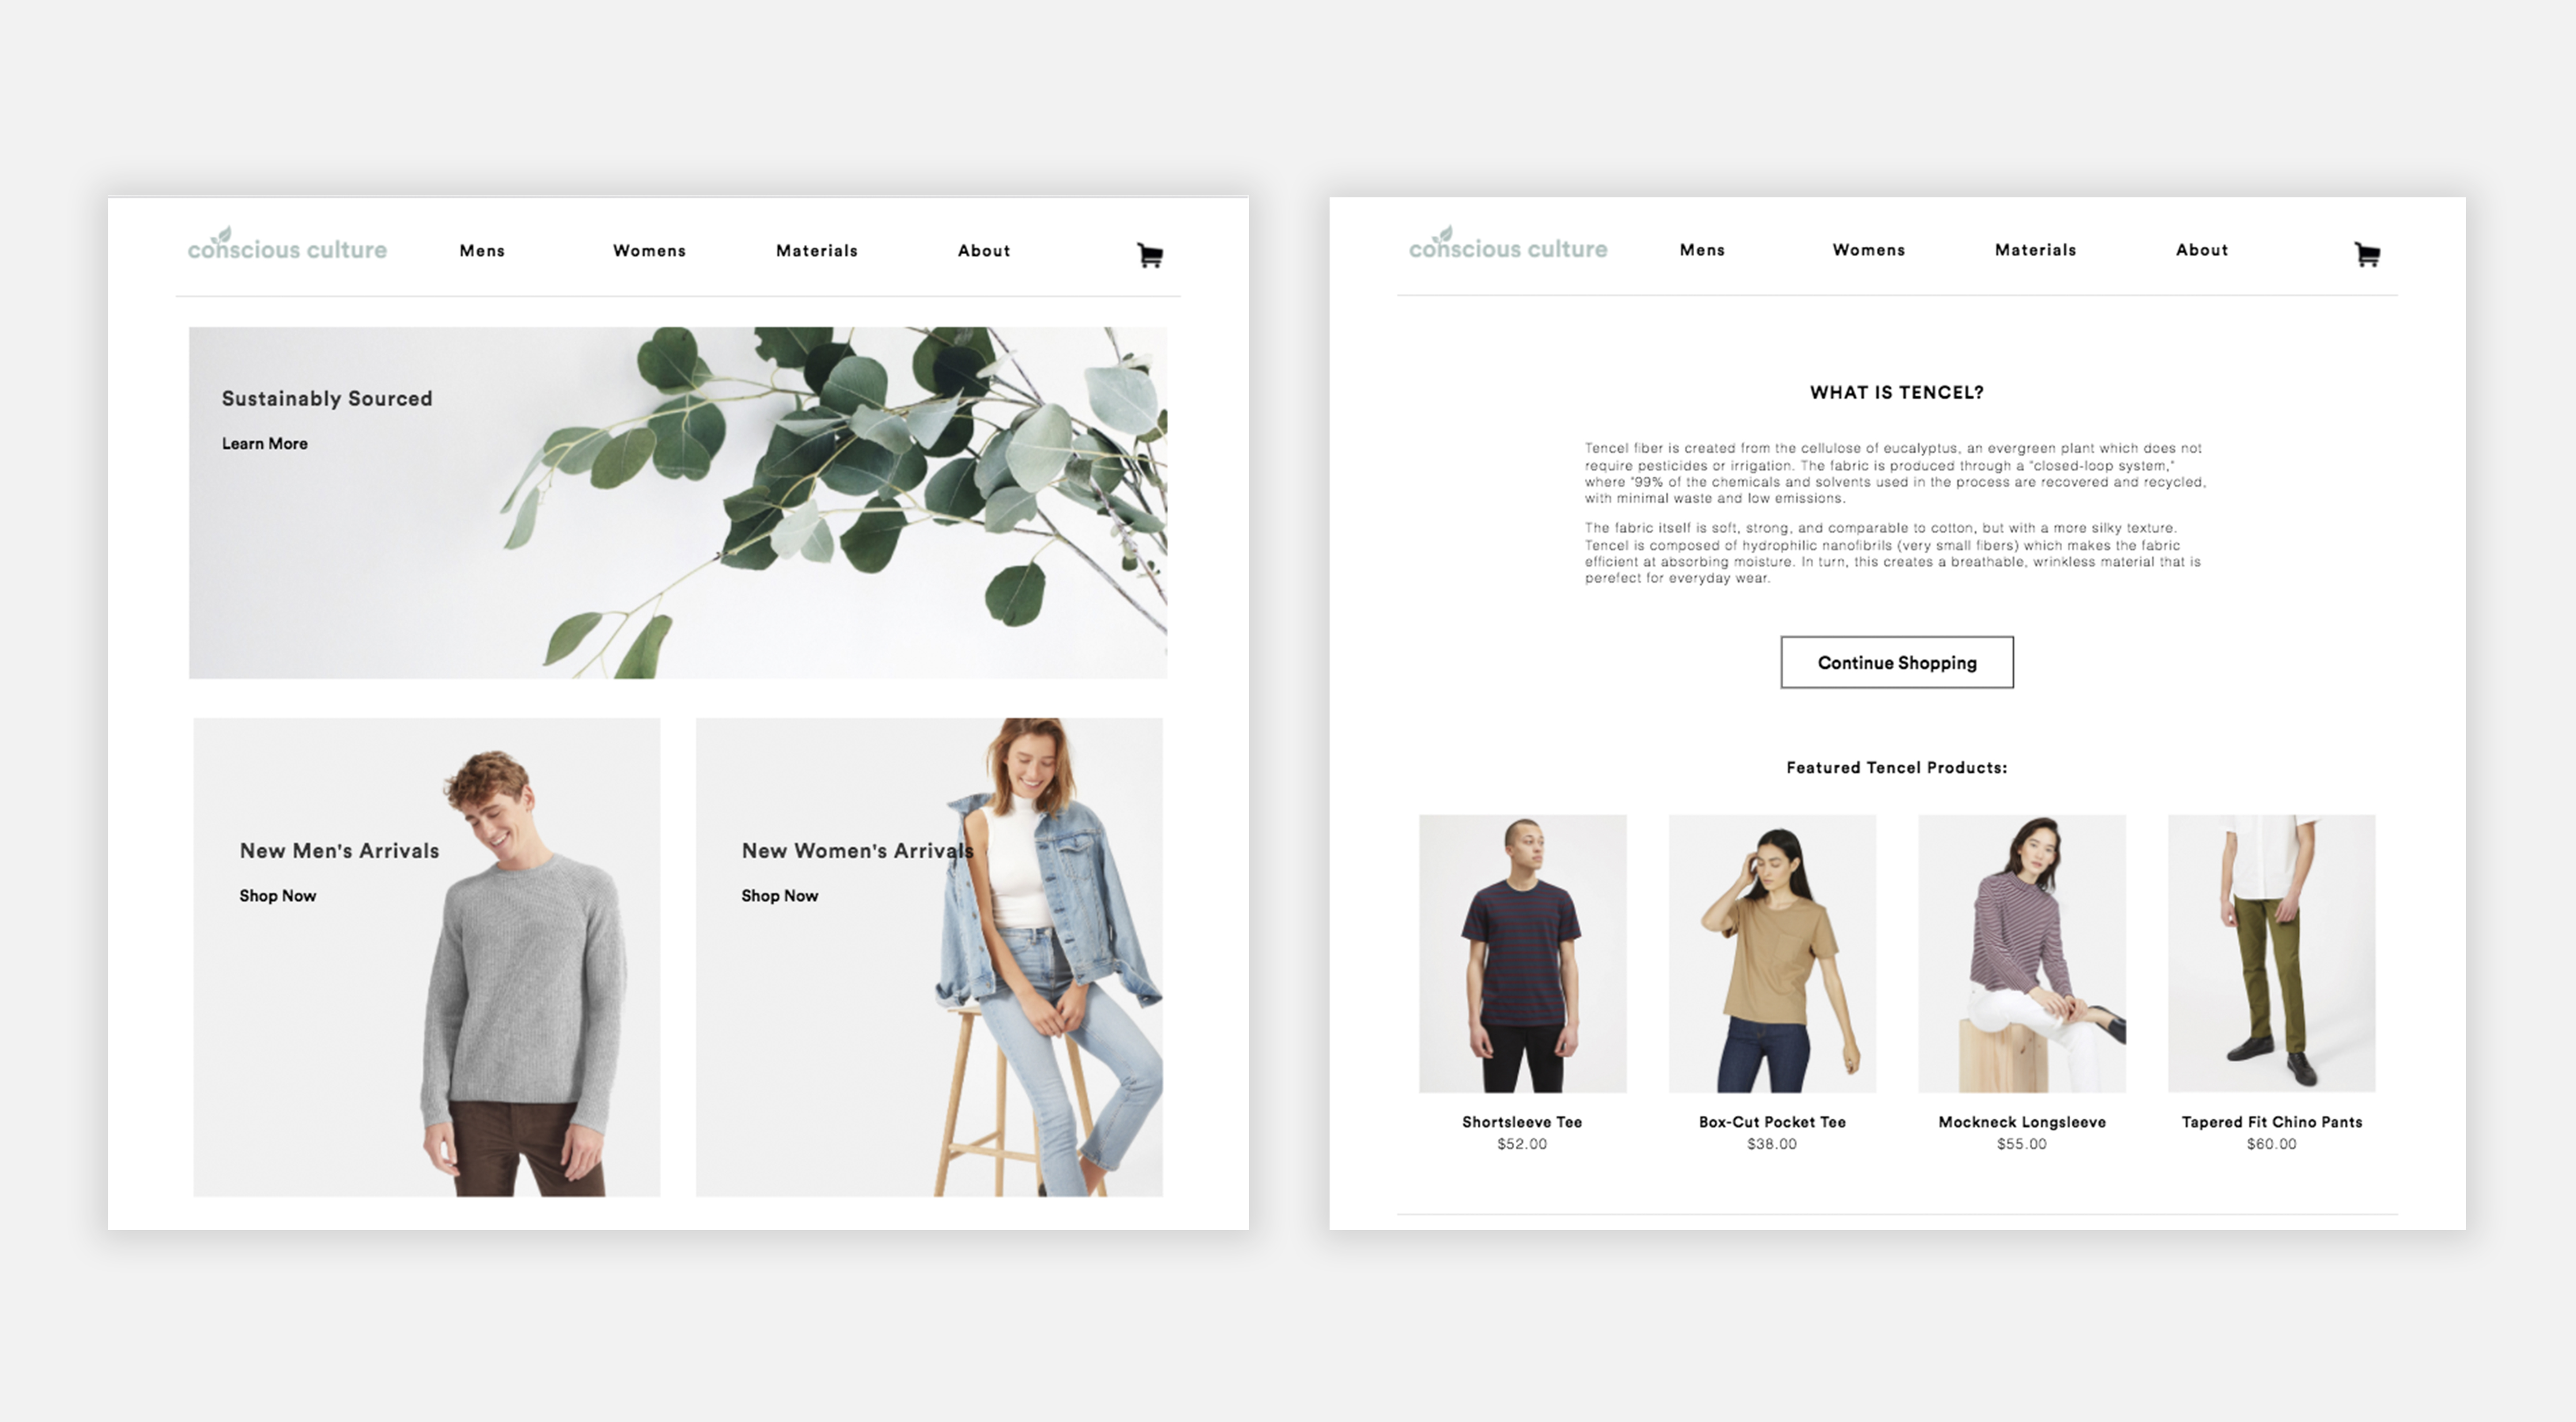 conscious culture Mens Womens Materials About
Sustainably Sourced
Learn More
New Men's Arrivals
Shop Now
New Women's Arrivals
Shop Now
conscious culture Mens Womens Materials About
WHAT IS TENCEL?
Tencel fiber is created from the cellulose of eucalyptus, an evergreen plant which does not
require pesticides or irrigation. The fabric is produced through a "closed-loop system,"
where "99% of the chemicals and solvents used in the process are recovered and recycled,
with minimal waste and low emissions.
The fabric itself is soft, strong, and comparable to cotton, but with a more silky texture.
Tencel is composed of hydrophilic nanofibrils (very small fibers) which makes the fabric
efficient at absorbing moisture. In turn, this creates a breathable, wrinkless material that is
perefect for everyday wear.
Continue Shopping
Featured Tencel Products:
Shortsleeve Tee
$52.00
Box-Cut Pocket Tee
$38.00
Mockneck Longsleeve
$55.00
Tapered Fit Chino Pants
$60.00